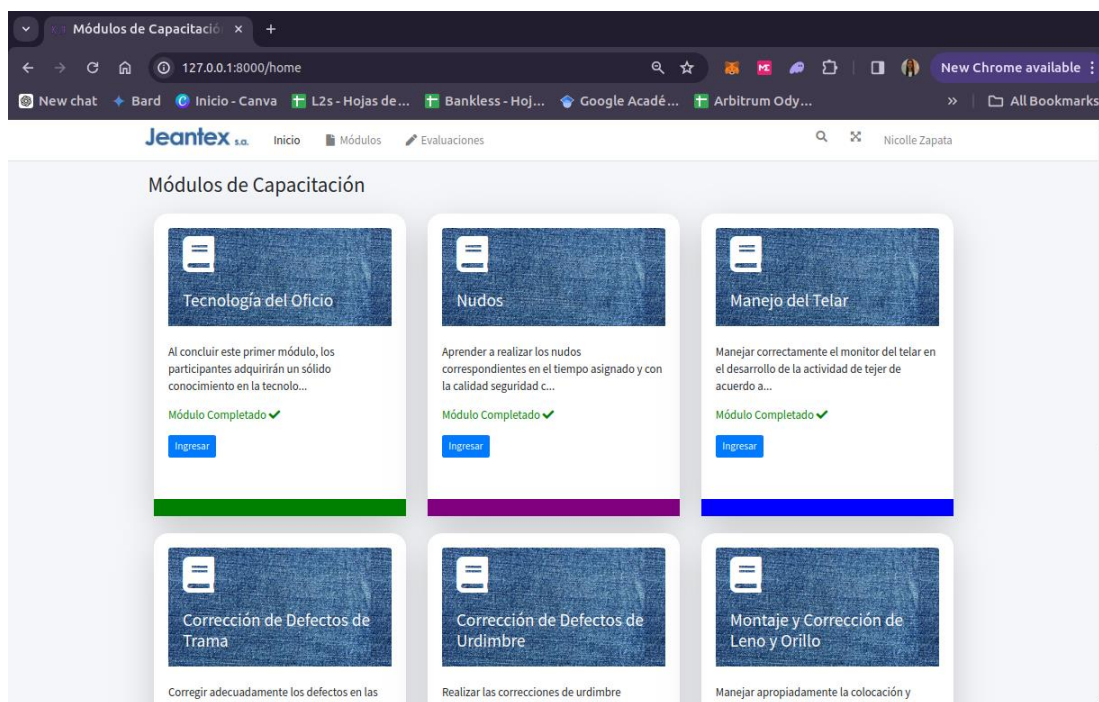 Módulos de Capacitació
127.0.0.1:8000/home
New Chrome available
New chat
Bard
Inicio - Canva
L2s - Hojas de...
Bankless - Hoj...
Google Acadé...
Arbitrum Ody...
All Bookmarks
Jeantex s.a.
Inicio
Módulos
Evaluaciones
Nicolle Zapata
Módulos de Capacitación
Tecnología del Oficio
Al concluir este primer módulo, los
participantes adquirirán un sólido
conocimiento en la tecnolo...
Módulo Completado
Ingresar
Nudos
Aprender a realizar los nudos
correspondientes en el tiempo asignado y con
la calidad seguridad c...
Módulo Completado
Ingresar
Manejo del Telar
Manejar correctamente el monitor del telar en
el desarrollo de la actividad de tejer de
acuerdo a...
Módulo Completado
Ingresar
Corrección de Defectos de
Trama
Corregir adecuadamente los defectos en las
Corrección de Defectos de
Urdimbre
Realizar las correcciones de urdimbre
Montaje y Corrección de
Leno y Orillo
Manejar apropiadamente la colocación y